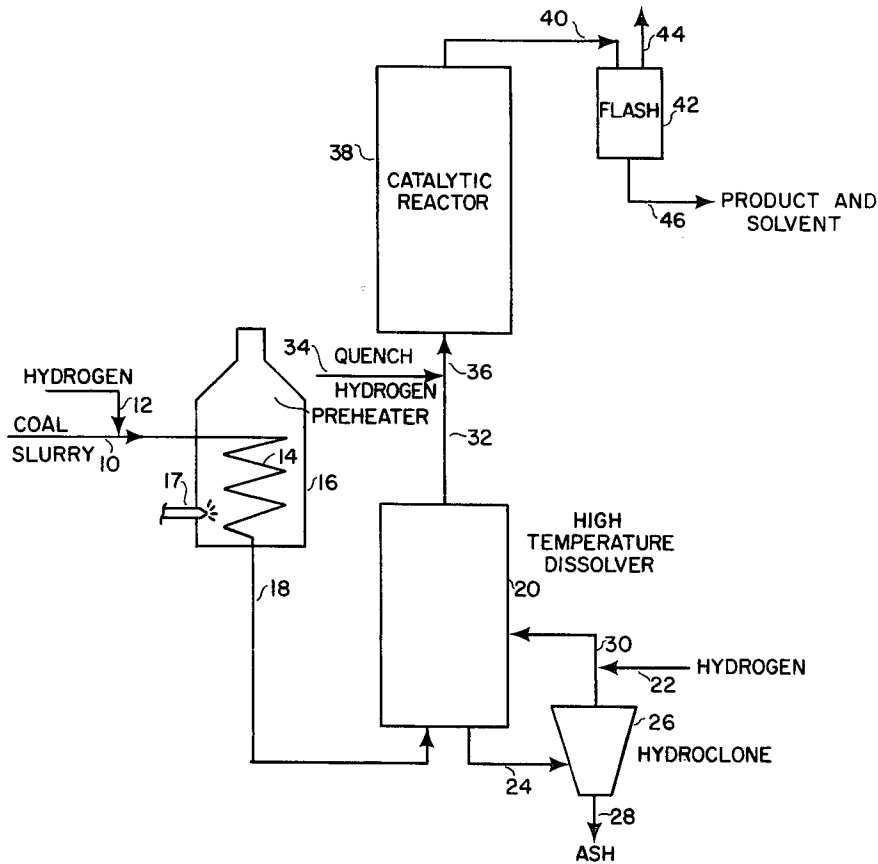 40
44
FLASH
42
38
CATALYTIC
REACTOR
46
PRODUCT AND
SOLVENT
34
QUENCH
HYDROGEN
36
HYDROGEN
12
PREHEATER
COAL
SLURRY
10
14
16
17
32
18
HIGH
TEMPERATURE
DISSOLVER
20
30
HYDROGEN
22
26
HYDROCLONE
24
28
ASH